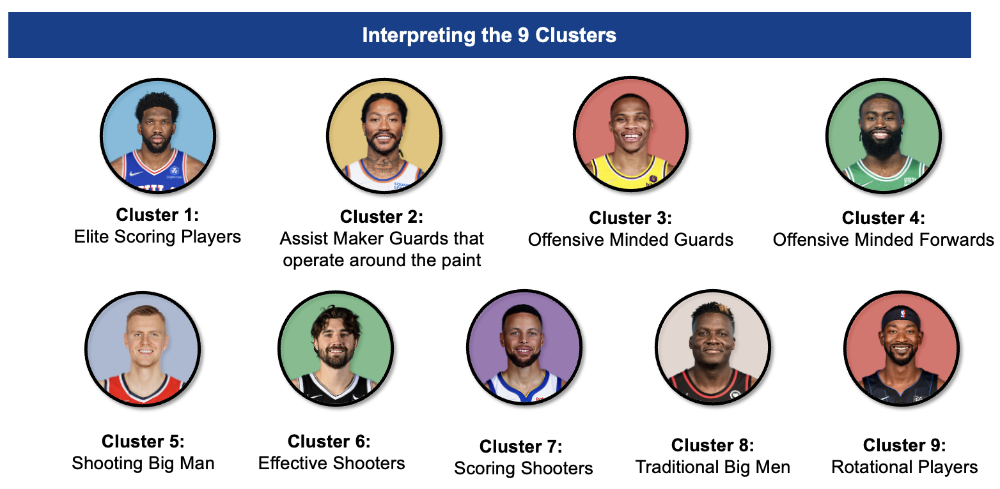 Interpreting the 9 Clusters
Cluster 1:
Elite Scoring Players
Cluster 2:
Assist Maker Guards that
operate around the paint
Cluster 3:
Offensive Minded Guards
Cluster 4:
Offensive Minded Forwards
Cluster 5:
Shooting Big Man
Cluster 6:
Effective Shooters
Cluster 7:
Scoring Shooters
Cluster 8:
Traditional Big Men
Cluster 9:
Rotational Players